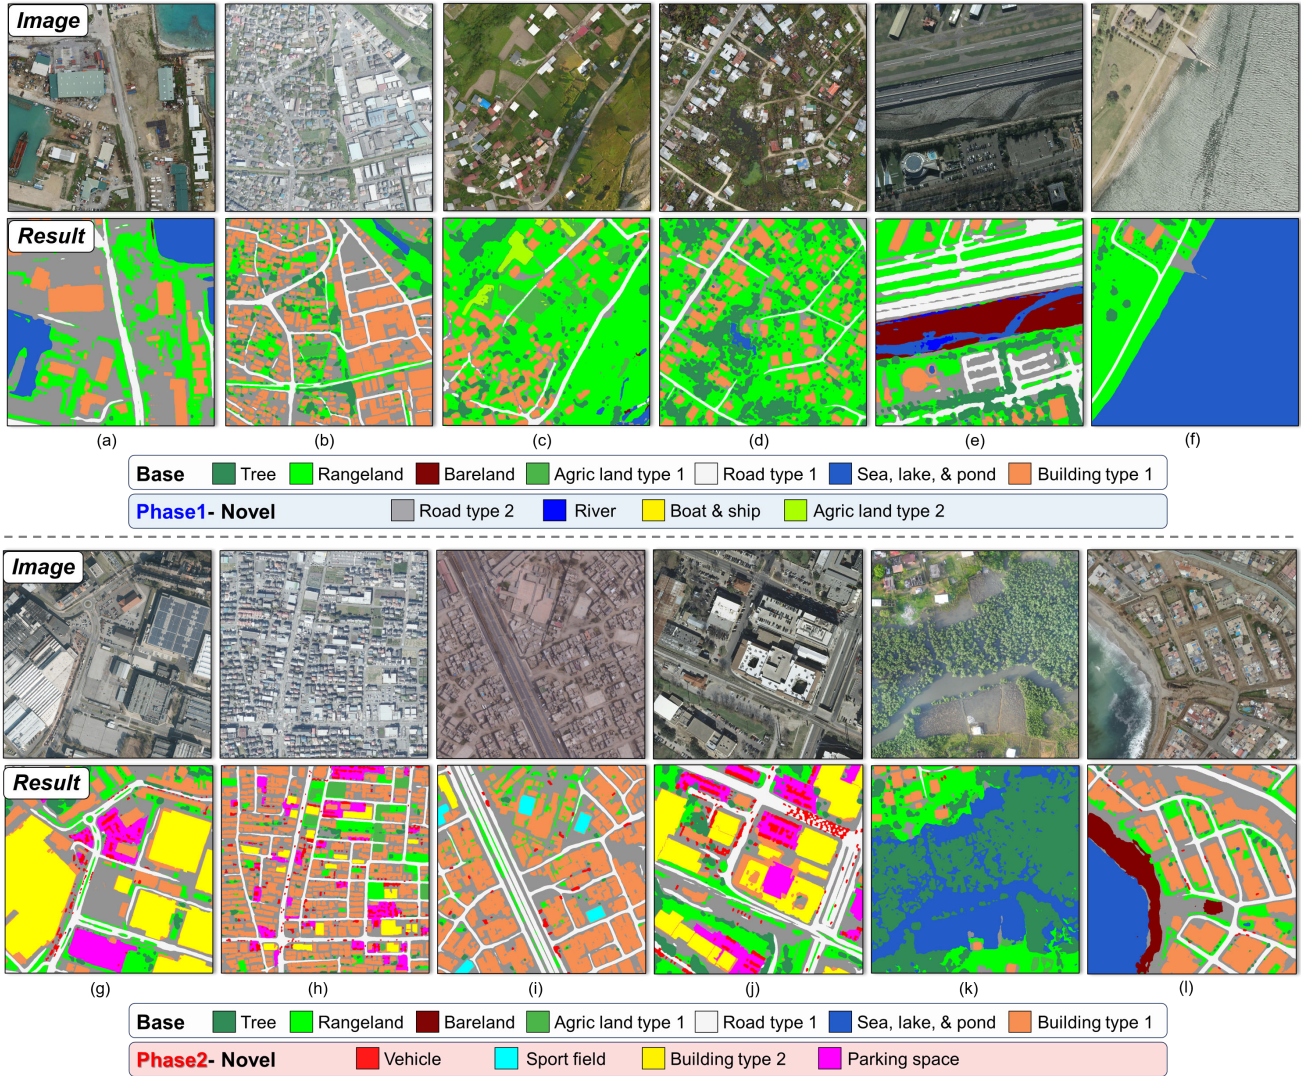 Image
Result
(a) (b) (c) (d) (e) (f)
Base Tree Rangeland Bareland Agric land type 1 Road type 1 Sea, lake, & pond Building type 1
Phase1- Novel Road type 2 River Boat & ship Agric land type 2
Image
Result
(g) (h) (i) (j) (k) (l)
Base Tree Rangeland Bareland Agric land type 1 Road type 1 Sea, lake, & pond Building type 1
Phase2- Novel Vehicle Sport field Building type 2 Parking space